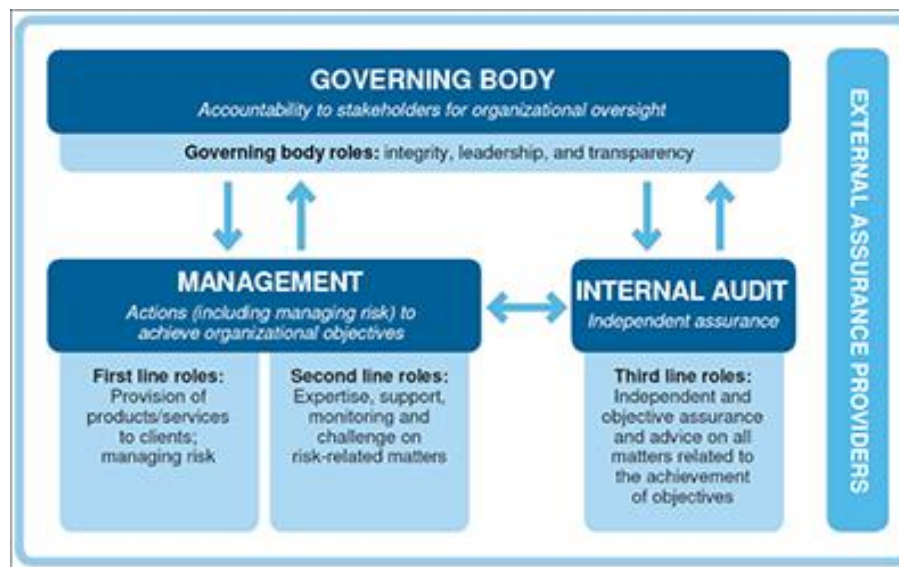 GOVERNING BODY
Accountability to stakeholders for organizational oversight
Governing body roles: integrity, leadership, and transparency
MANAGEMENT
Actions (including managing risk) to
achieve organizational objectives
First line roles:
Provision of
products/services
to clients;
managing risk
Second line roles:
Expertise, support,
monitoring and
challenge on
risk-related matters
INTERNAL AUDIT
Independent assurance
Third line roles:
Independent and
objective assurance
and advice on all
matters related to
the achievement
of objectives
EXTERNAL ASSURANCE PROVIDERS